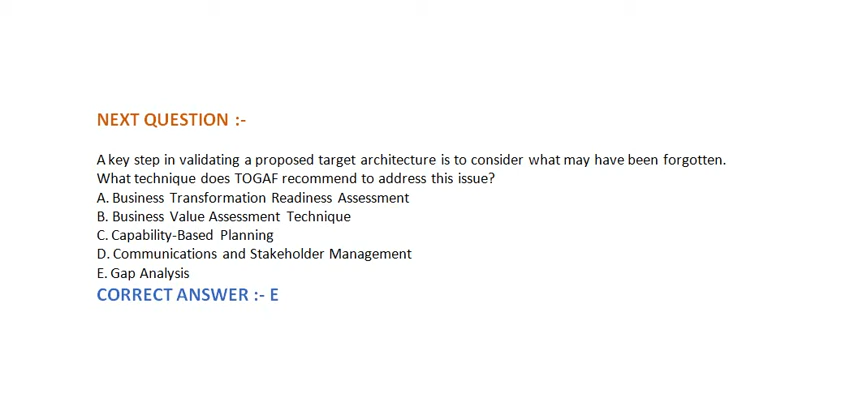 NEXT QUESTION :-
A key step in validating a proposed target architecture is to consider what may have been forgotten.
What technique does TOGAF recommend to address this issue?
A. Business Transformation Readiness Assessment
B. Business Value Assessment Technique
C. Capability-Based Planning
D. Communications and Stakeholder Management
E. Gap Analysis
CORRECT ANSWER :- E